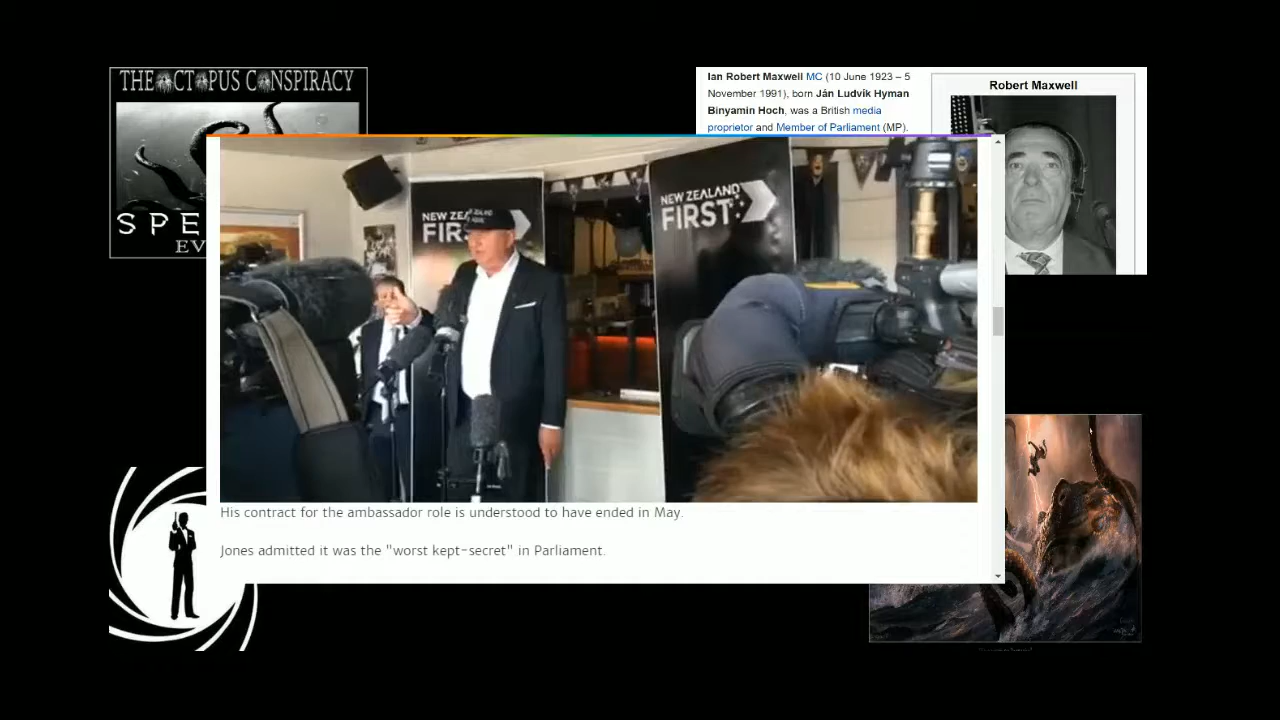 THE OCTOPUS CONSPIRACY
SPE
EV
Ian Robert Maxwell MC (10 June 1923 – 5
November 1991), born Ján Ludvík Hyman
Binyamin Hoch, was a British media
proprietor and Member of Parliament (MP).
Robert Maxwell
NEW ZEA
FIRS
NEW ZEALAND
FIRST
His contract for the ambassador role is understood to have ended in May.
Jones admitted it was the "worst kept-secret" in Parliament.